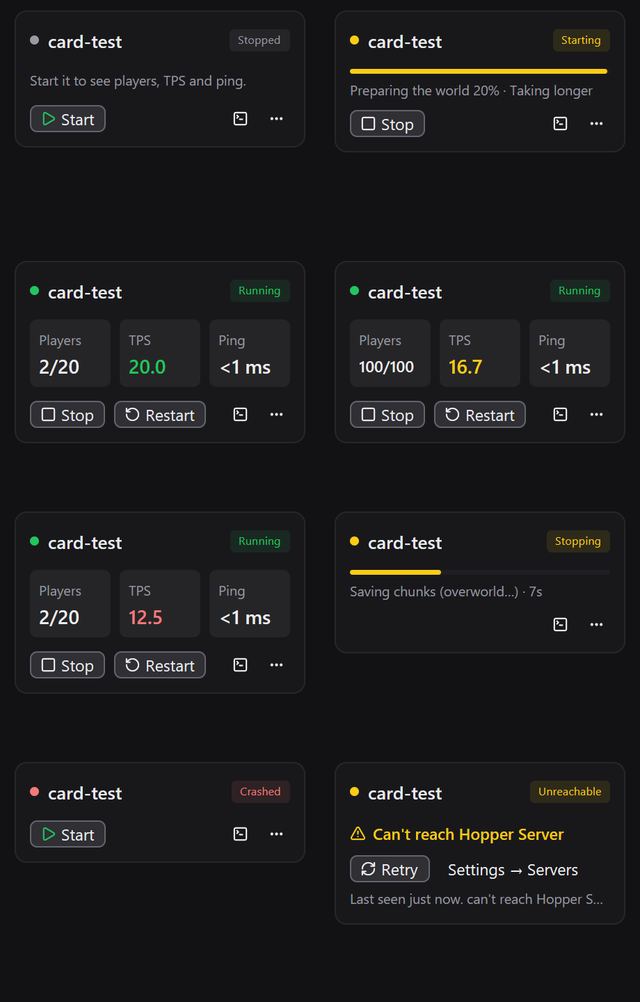 card-test
Stopped
Start it to see players, TPS and ping.
Start
card-test
Starting
Preparing the world 20% · Taking longer
Stop
card-test
Running
Players
TPS
Ping
2/20
20.0
<1 ms
Stop
Restart
card-test
Running
Players
TPS
Ping
100/100
16.7
<1 ms
Stop
Restart
card-test
Running
Players
TPS
Ping
2/20
12.5
<1 ms
Stop
Restart
card-test
Stopping
Saving chunks (overworld...) · 7s
card-test
Crashed
Start
card-test
Unreachable
Can't reach Hopper Server
Retry
Settings → Servers
Last seen just now. can't reach Hopper S...